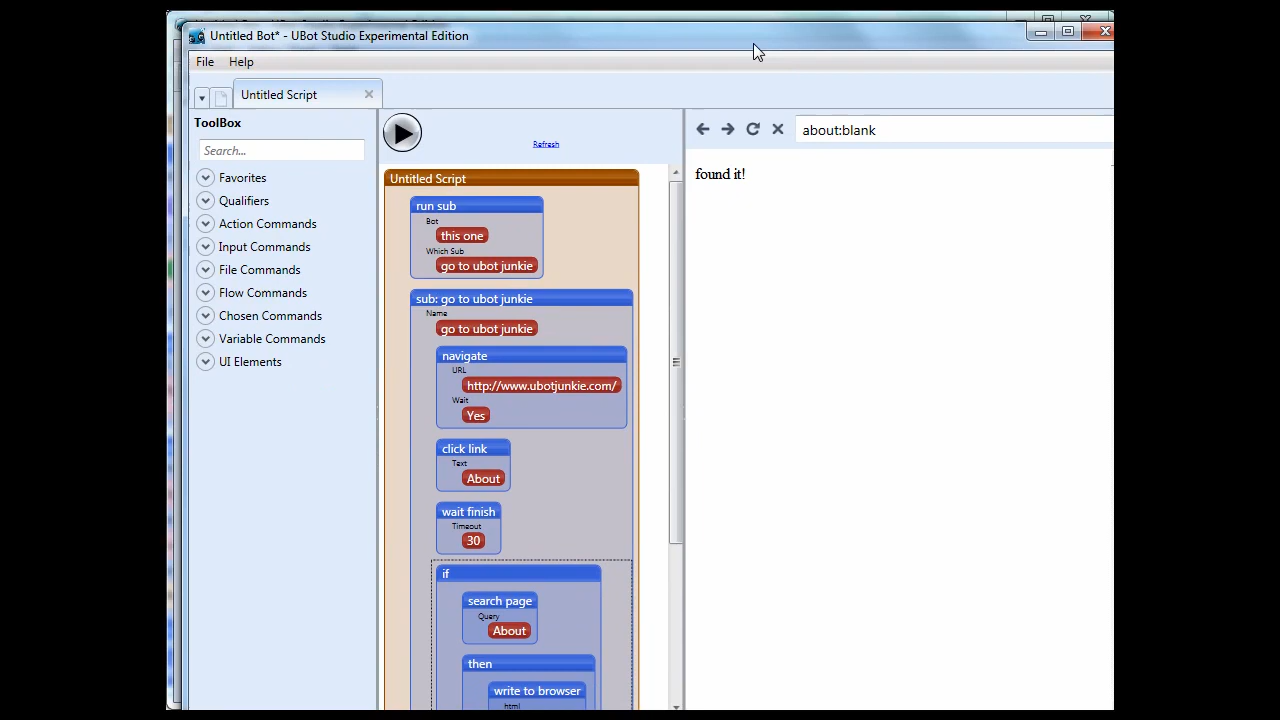 Untitled Bot* - UBot Studio Experimental Edition
File Help
Untitled Script
ToolBox
Search...
Favorites
Qualifiers
Action Commands
Input Commands
File Commands
Flow Commands
Chosen Commands
Variable Commands
UI Elements
Refresh
Untitled Script
run sub
Bot
this one
Which Sub
go to ubot junkie
sub: go to ubot junkie
Name
go to ubot junkie
navigate
URL
http://www.ubotjunkie.com/
Wait
Yes
click link
Text
About
wait finish
Timeout
30
if
search page
Query
About
then
write to browser
html
about:blank
found it!